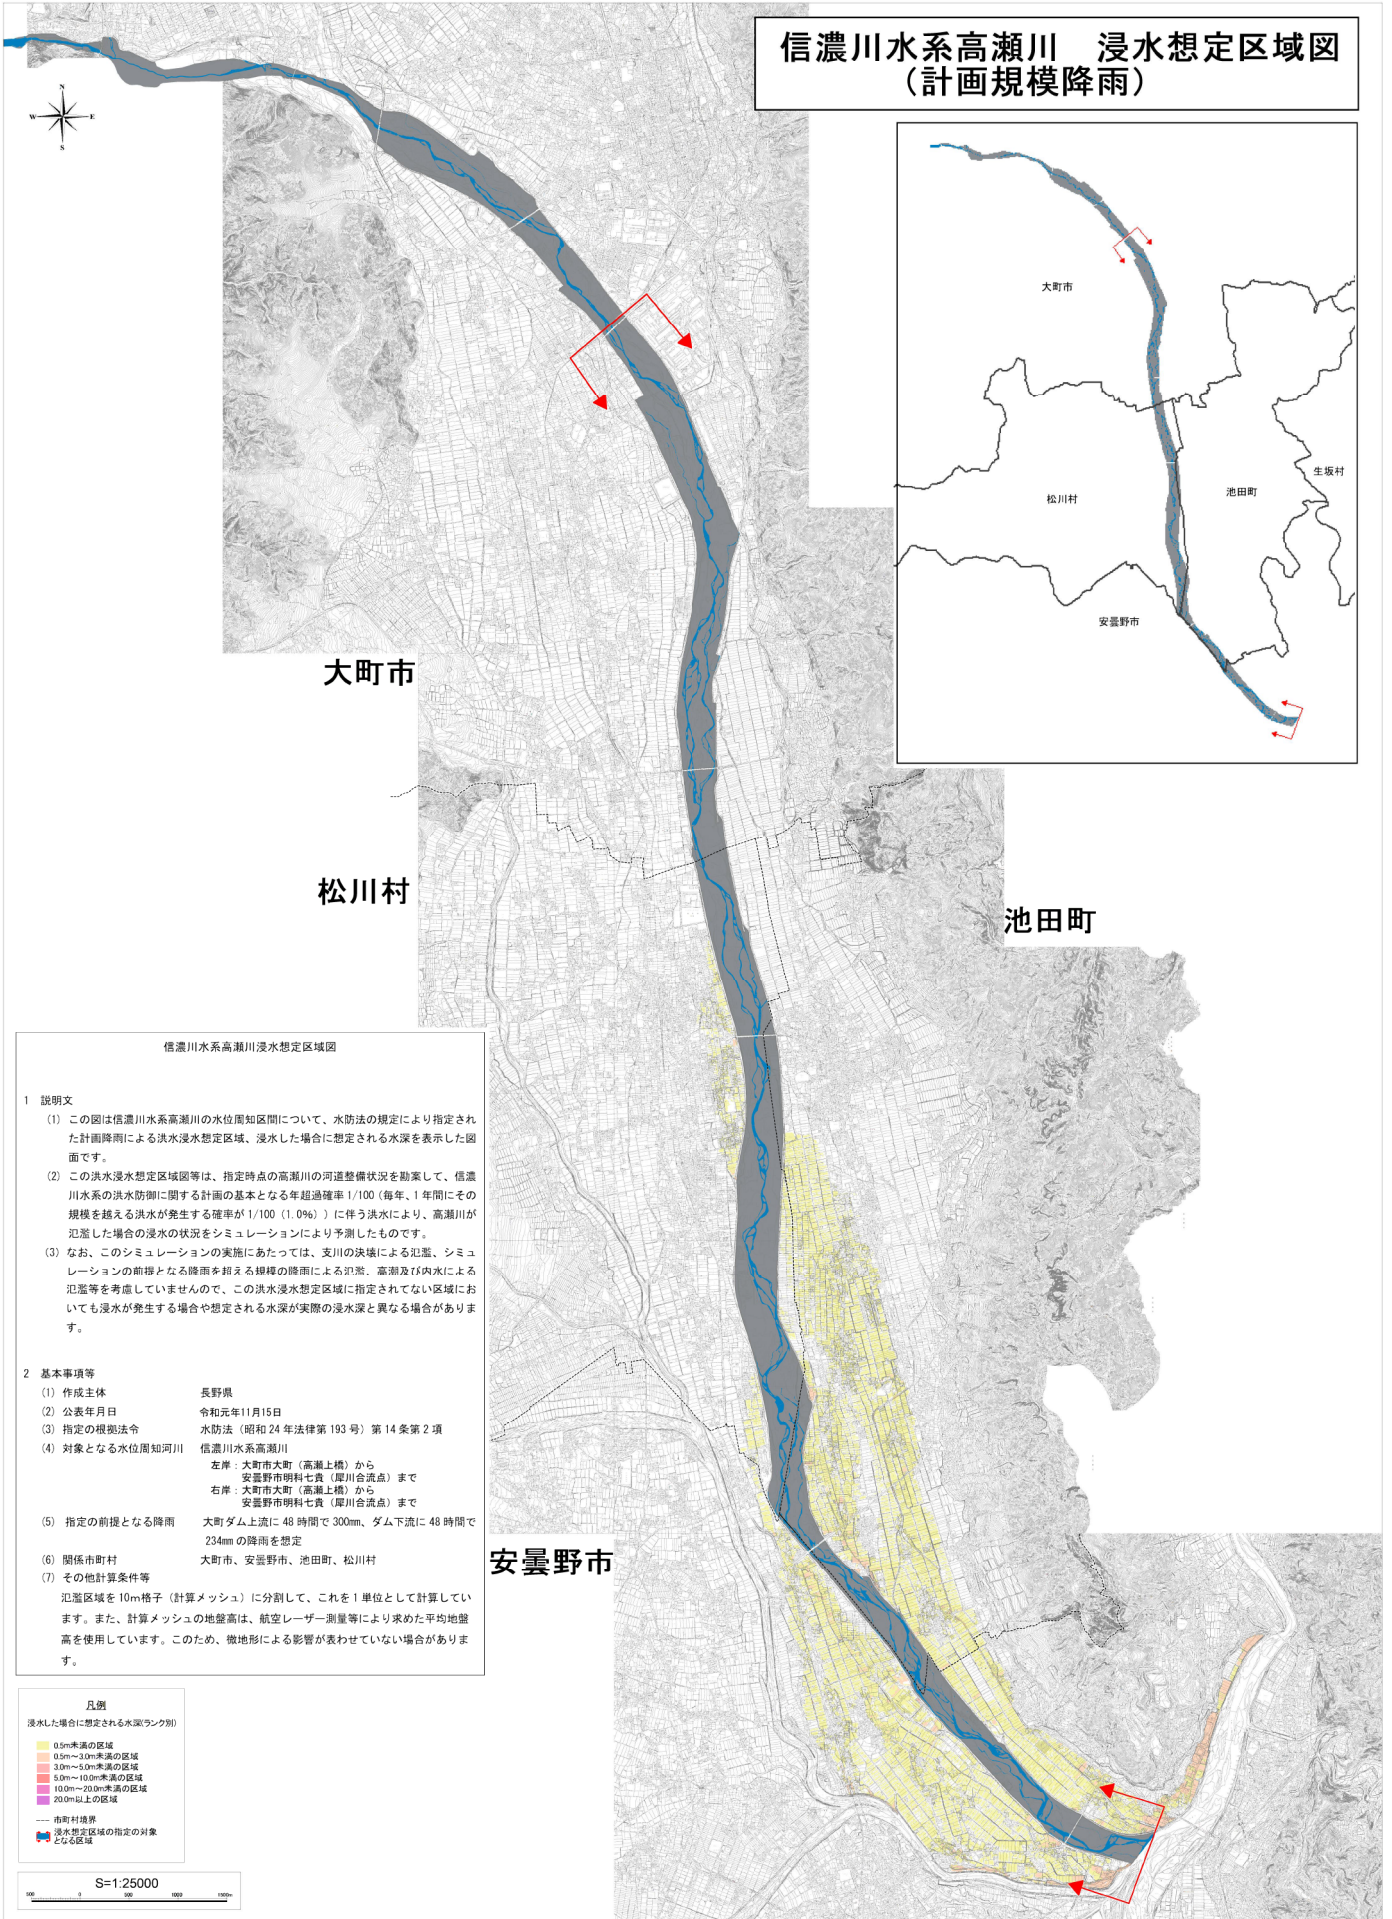 信濃川水系高瀬川　浸水想定区域図
（計画規模降雨）
N
W
E
S
大町市
松川村
池田町
生坂村
安曇野市
大町市
松川村
池田町
安曇野市
信濃川水系高瀬川浸水想定区域図
1　説明文
(1)　この図は信濃川水系高瀬川の水位周知区間について、水防法の規定により指定され
た計画降雨による洪水浸水想定区域、浸水した場合に想定される水深を表示した図
面です。
(2)　この洪水浸水想定区域図等は、指定時点の高瀬川の河道整備状況を勘案して、信濃
川水系の洪水防御に関する計画の基本となる年超過確率 1/100（毎年、1 年間にその
規模を越える洪水が発生する確率が 1/100（1.0%））に伴う洪水により、高瀬川が
氾濫した場合の浸水の状況をシミュレーションにより予測したものです。
(3)　なお、このシミュレーションの実施にあたっては、支川の決壊による氾濫、シミュ
レーションの前提となる降雨を超える規模の降雨による氾濫、高潮及び内水による
氾濫等を考慮していませんので、この洪水浸水想定区域に指定されてない区域にお
いても浸水が発生する場合や想定される水深が実際の浸水深と異なる場合がありま
す。
2　基本事項等
(1)　作成主体　長野県
(2)　公表年月日　令和元年11月15日
(3)　指定の根拠法令　水防法（昭和 24 年法律第 193 号）第 14 条第 2 項
(4)　対象となる水位周知河川　信濃川水系高瀬川
左岸：大町市大町（高瀬上橋）から
安曇野市明科七貴（犀川合流点）まで
右岸：大町市大町（高瀬上橋）から
安曇野市明科七貴（犀川合流点）まで
(5)　指定の前提となる降雨　大町ダム上流に 48 時間で 300mm、ダム下流に 48 時間で
234mm の降雨を想定
(6)　関係市町村　大町市、安曇野市、池田町、松川村
(7)　その他計算条件等
氾濫区域を 10m格子（計算メッシュ）に分割して、これを 1 単位として計算してい
ます。また、計算メッシュの地盤高は、航空レーザー測量等により求めた平均地盤
高を使用しています。このため、微地形による影響が表わせていない場合がありま
す。
凡例
浸水した場合に想定される水深(ランク別)
0.5m未満の区域
0.5m～3.0m未満の区域
3.0m～5.0m未満の区域
5.0m～10.0m未満の区域
10.0m～20.0m未満の区域
20.0m以上の区域
市町村境界
浸水想定区域の指定の対象
となる区域
S=1:25000
500 0 500 1000 1500m